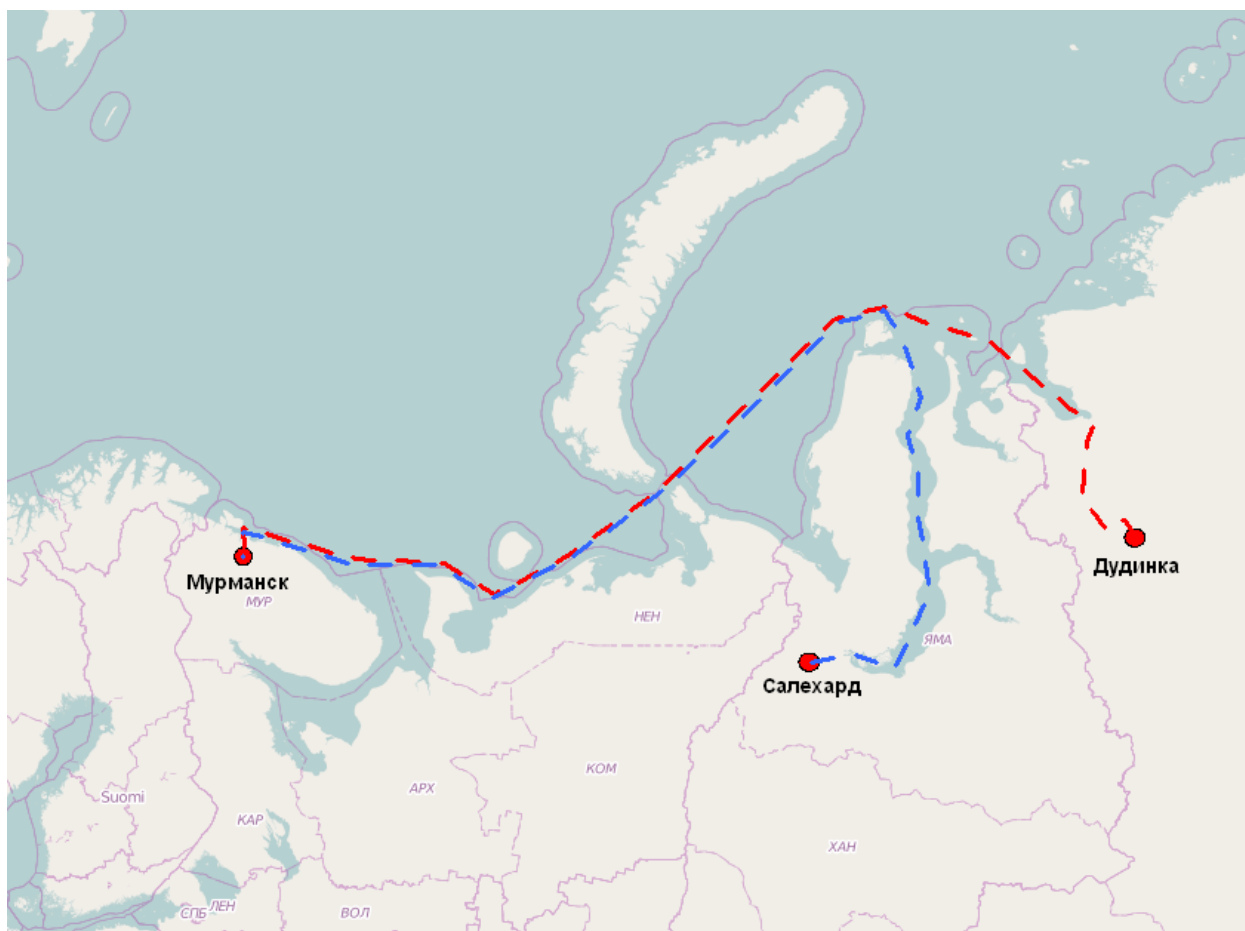 Мурманск
МУР
Дудинка
НЕН
ЯМА
Салехард
КОМ
АРХ
Suomi
КАР
ХАН
СПБ
ЛЕН
ВОЛ